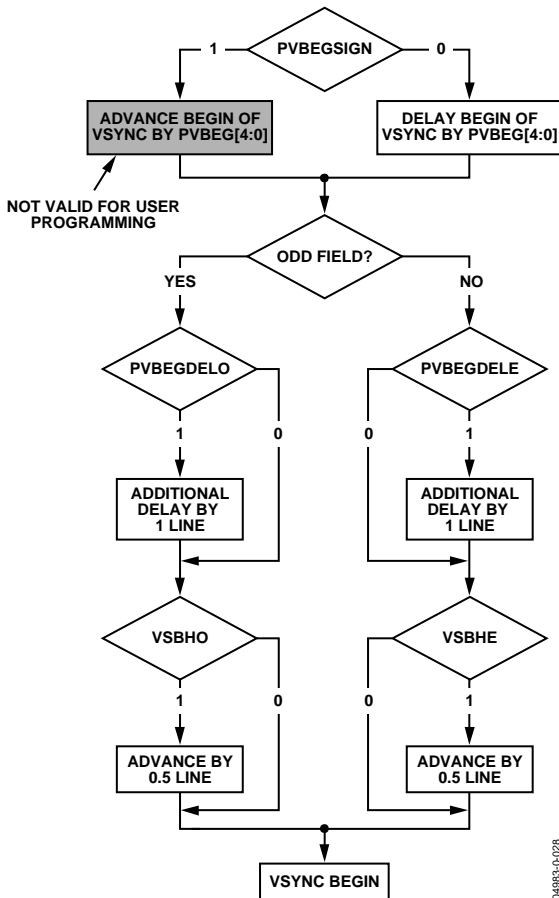 PVBEGSIGN
1
0
ADVANCE BEGIN OF
VSYNC BY PVBEG[4:0]
DELAY BEGIN OF
VSYNC BY PVBEG[4:0]
NOT VALID FOR USER
PROGRAMMING
ODD FIELD?
YES
NO
PVBEGDELO
PVBEGDELE
1
0
0
1
ADDITIONAL
DELAY BY
1 LINE
ADDITIONAL
DELAY BY
1 LINE
VSBHO
VSBHE
1
0
0
1
ADVANCE BY
0.5 LINE
ADVANCE BY
0.5 LINE
VSYNC BEGIN
04983-0-028